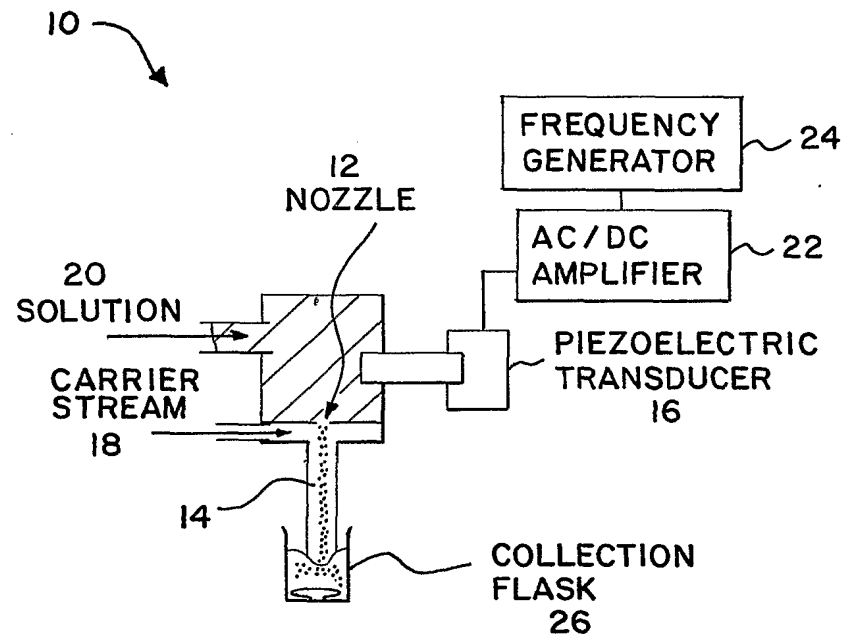 10
FREQUENCY
GENERATOR
24
12
NOZZLE
AC/DC
AMPLIFIER
22
20
SOLUTION
PIEZOELECTRIC
TRANSDUCER
16
CARRIER
STREAM
18
14
COLLECTION
FLASK
26